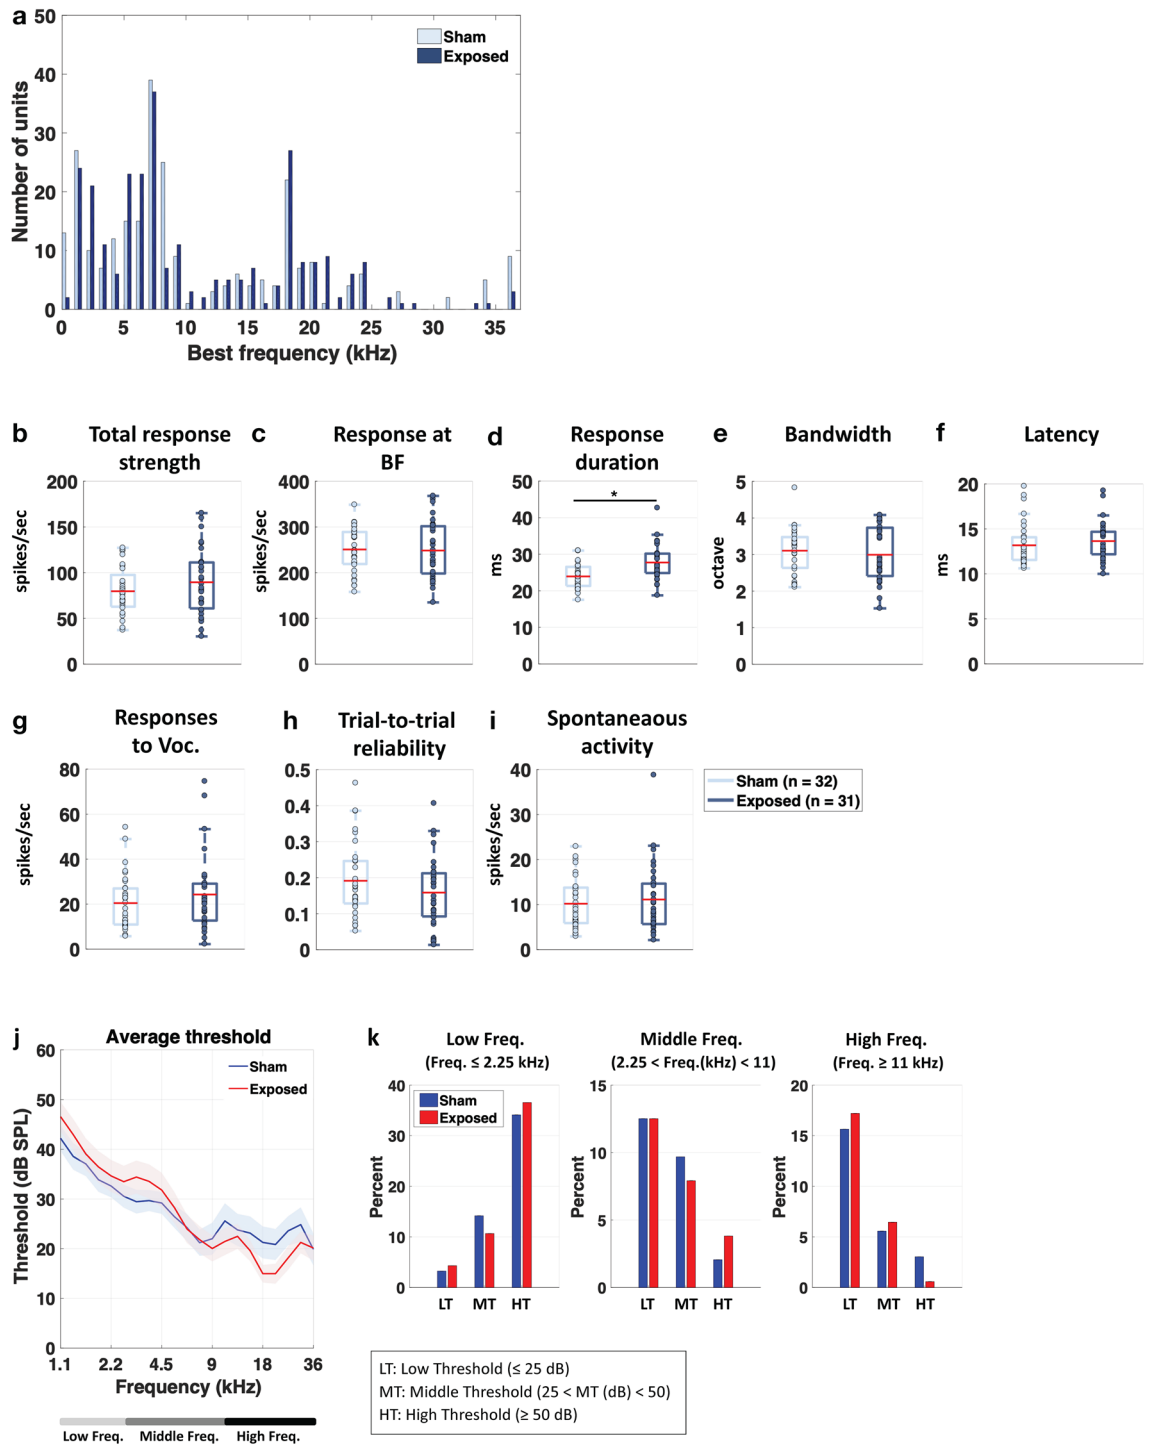 a
50
40
30
20
10
0
Number of units
Sham
Exposed
0 5 10 15 20 25 30 35
Best frequency (kHz)
b
Total response
strength
200
150
100
50
0
spikes/sec
c
Response at
BF
400
300
200
100
0
spikes/sec
d
Response
duration
50
40
30
20
10
0
ms
*
e
Bandwidth
5
4
3
2
1
0
octave
f
Latency
20
15
10
5
0
ms
g
Responses
to Voc.
80
60
40
20
0
spikes/sec
h
Trial-to-trial
reliability
0.5
0.4
0.3
0.2
0.1
0
i
Spontaneaous
activity
40
30
20
10
0
spikes/sec
Sham (n = 32)
Exposed (n = 31)
j
Average threshold
60
50
40
30
20
10
0
Threshold (dB SPL)
Sham
Exposed
1.1 2.2 4.5 9 18 36
Frequency (kHz)
Low Freq. Middle Freq. High Freq.
k
Low Freq.
(Freq. ≤ 2.25 kHz)
40
30
20
10
0
Percent
Sham
Exposed
LT MT HT
Middle Freq.
(2.25 < Freq.(kHz) < 11)
15
10
5
0
Percent
LT MT HT
High Freq.
(Freq. ≥ 11 kHz)
20
15
10
5
0
Percent
LT MT HT
LT: Low Threshold (≤ 25 dB)
MT: Middle Threshold (25 < MT (dB) < 50)
HT: High Threshold (≥ 50 dB)